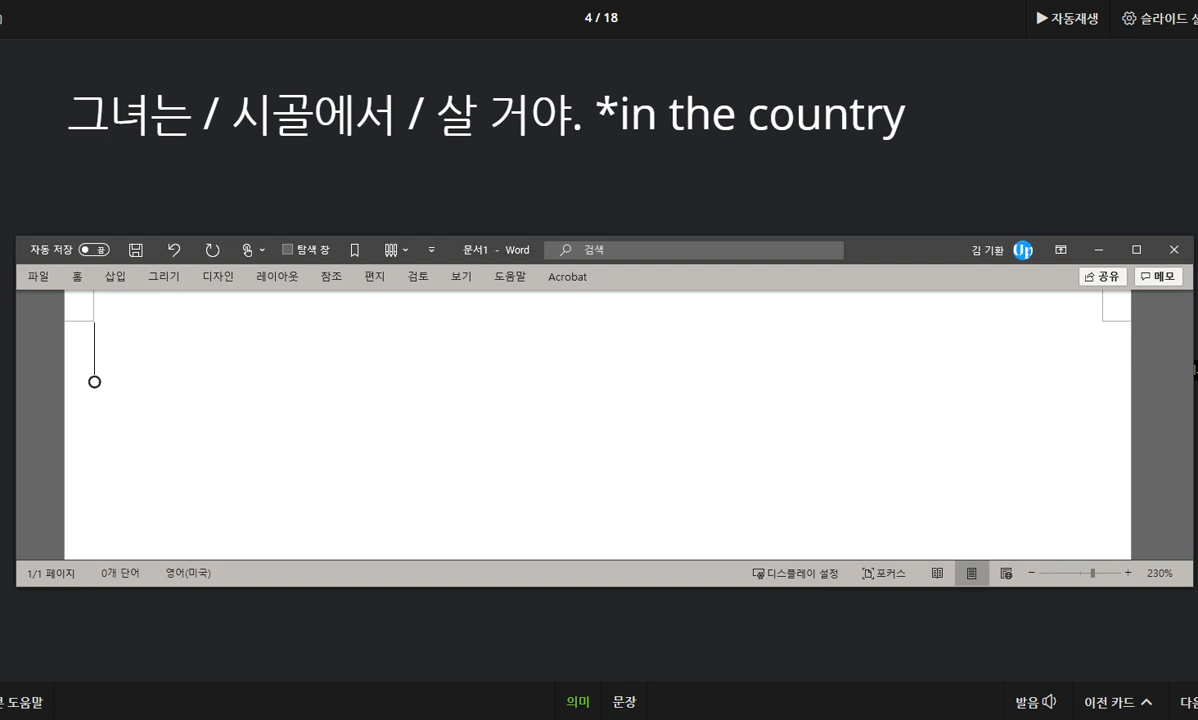 4 / 18
자동재생
슬라이드
그녀는 / 시골에서 / 살 거야. *in the country
자동 저장
끔
탐색 창
문서1 - Word
검색
김 기환
Up
파일 홈 삽입 그리기 디자인 레이아웃 참조 편지 검토 보기 도움말 Acrobat
공유
메모
1/1 페이지
0개 단어
영어(미국)
디스플레이 설정
포커스
230%
도움말
의미
문장
발음
이전 카드